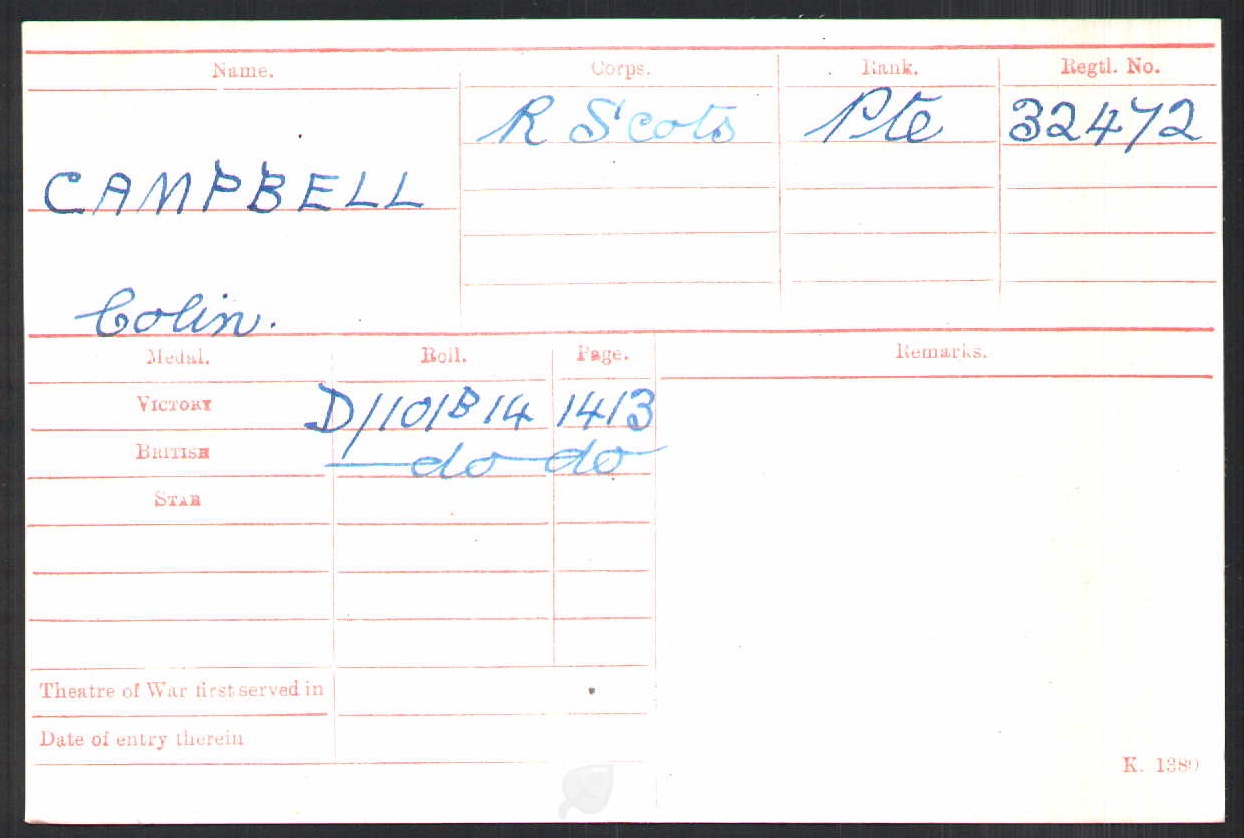 Name. Corps. Rank. Regtl. No.
R Scots Pte 32472
CAMPBELL
Colin.
Medal. Roll. Page. Remarks.
VICTORY D/101B14 1413
BRITISH do do
STAR
Theatre of War first served in
Date of entry therein
K. 1380